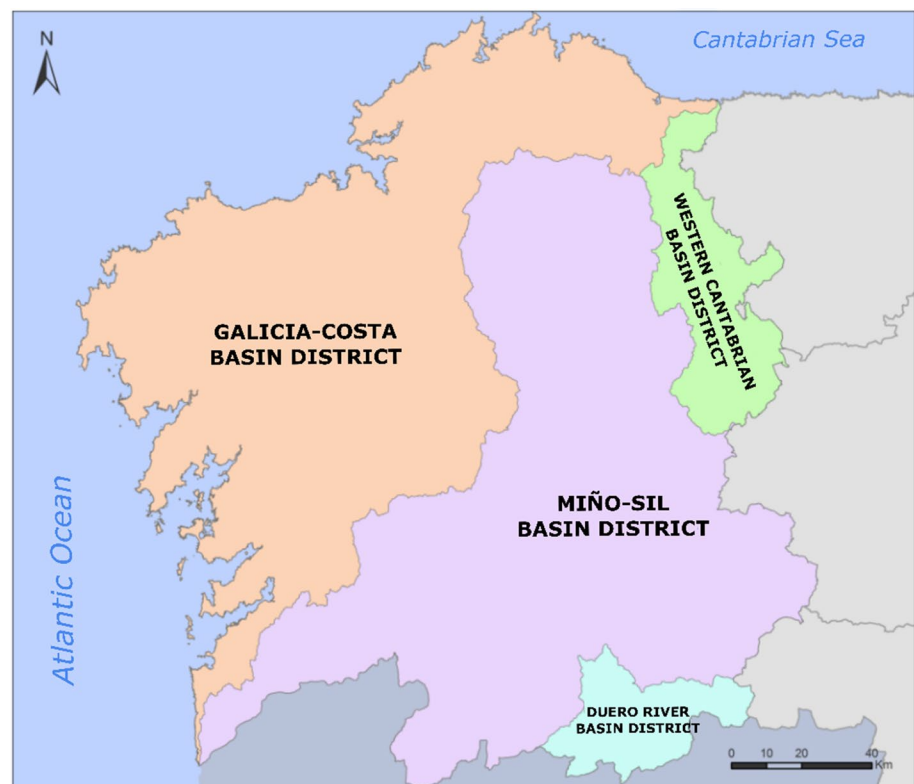 N
Cantabrian Sea
WESTERN CANTABRIAN
BASIN DISTRICT
GALICIA-COSTA
BASIN DISTRICT
MIÑO-SIL
BASIN DISTRICT
Atlantic Ocean
DUERO RIVER
BASIN DISTRICT
0 10 20 40
Km